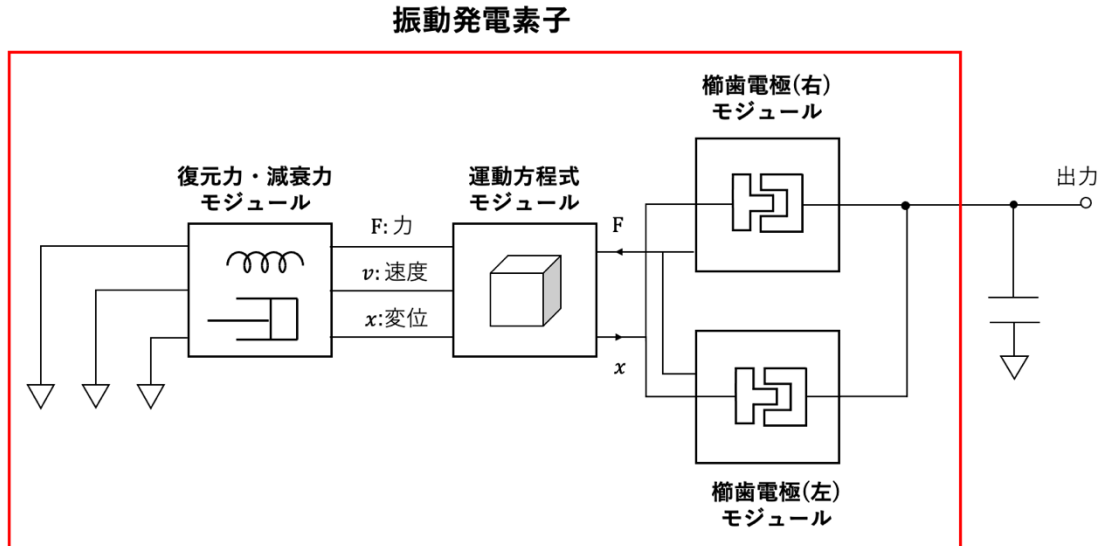 振動発電素子
櫛歯電極(右)
モジュール
復元力・減衰力
モジュール
運動方程式
モジュール
出力
F: 力
F
v: 速度
x:変位
x
櫛歯電極(左)
モジュール